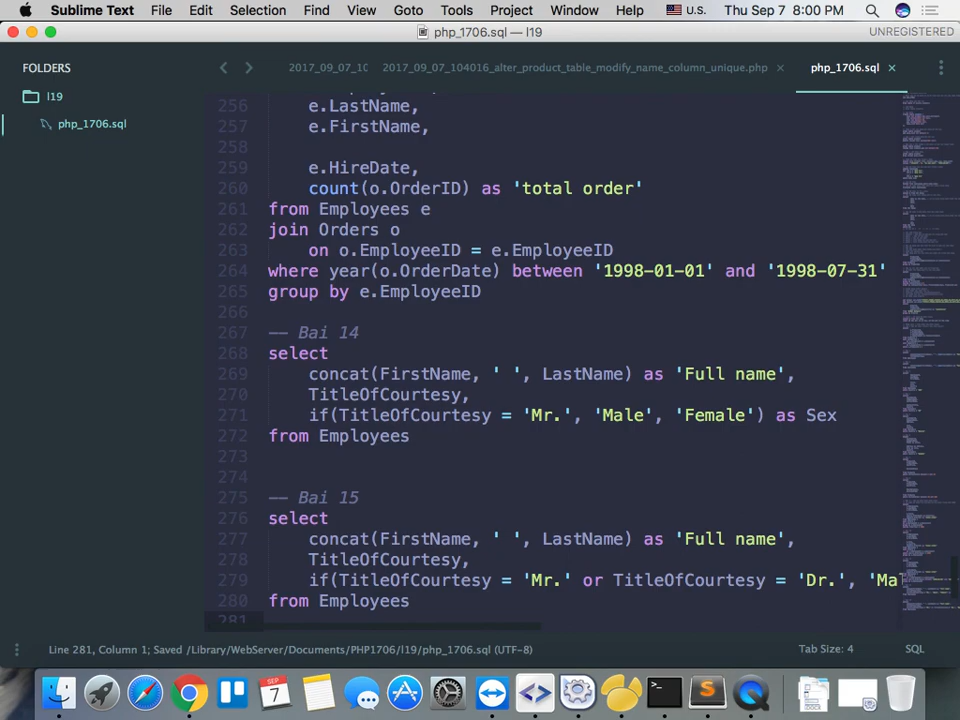 Sublime Text File Edit Selection Find View Goto Tools Project Window Help U.S. Thu Sep 7 8:00 PM
php_1706.sql — l19 UNREGISTERED
FOLDERS
l19
php_1706.sql
2017_09_07_10 2017_09_07_104016_alter_product_table_modify_name_column_unique.php × php_1706.sql ×
256 e.LastName,
257 e.FirstName,
258
259 e.HireDate,
260 count(o.OrderID) as 'total order'
261 from Employees e
262 join Orders o
263 on o.EmployeeID = e.EmployeeID
264 where year(o.OrderDate) between '1998-01-01' and '1998-07-31'
265 group by e.EmployeeID
266
267 -- Bai 14
268 select
269 concat(FirstName, ' ', LastName) as 'Full name',
270 TitleOfCourtesy,
271 if(TitleOfCourtesy = 'Mr.', 'Male', 'Female') as Sex
272 from Employees
273
274
275 -- Bai 15
276 select
277 concat(FirstName, ' ', LastName) as 'Full name',
278 TitleOfCourtesy,
279 if(TitleOfCourtesy = 'Mr.' or TitleOfCourtesy = 'Dr.', 'Ma
280 from Employees
281
Line 281, Column 1; Saved /Library/WebServer/Documents/PHP1706/l19/php_1706.sql (UTF-8) Tab Size: 4 SQL
SEP
7